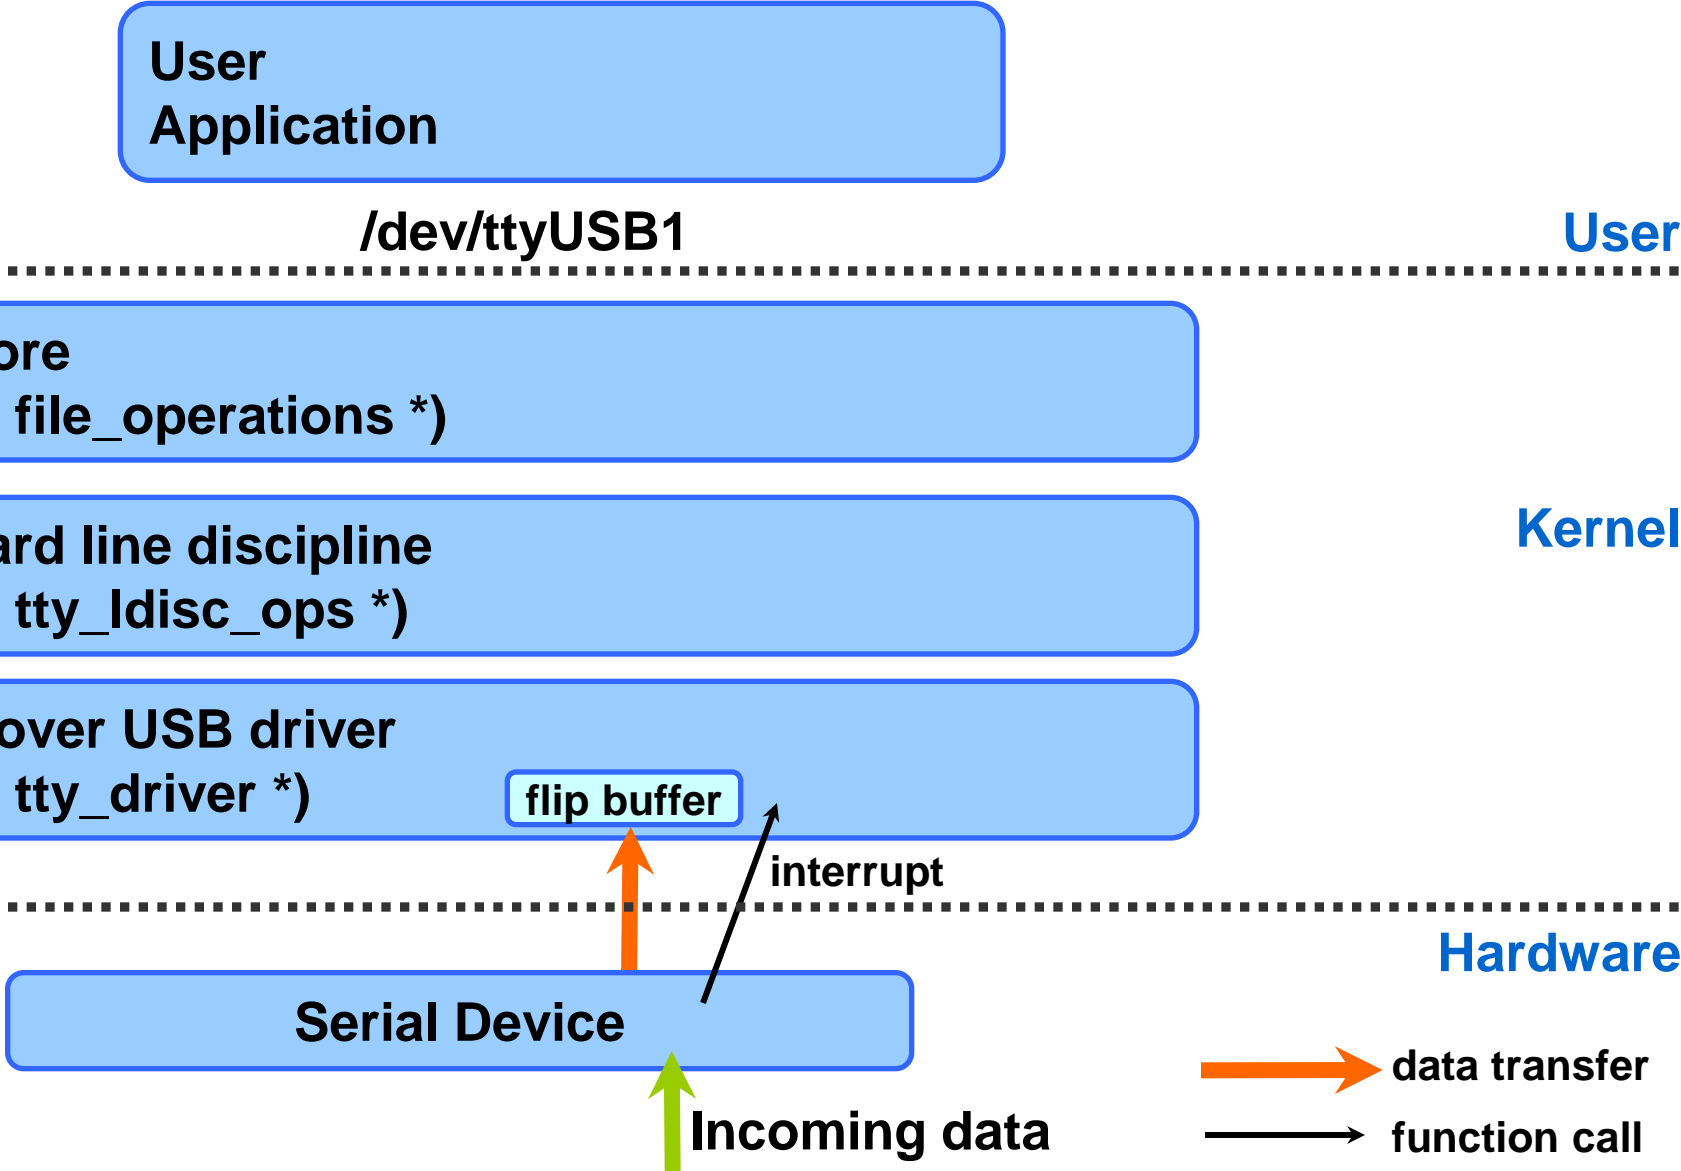 User
Application
/dev/ttyUSB1
User
ore
file_operations *)
ard line discipline
tty_ldisc_ops *)
Kernel
over USB driver
tty_driver *)
flip buffer
interrupt
Hardware
Serial Device
data transfer
Incoming data
function call